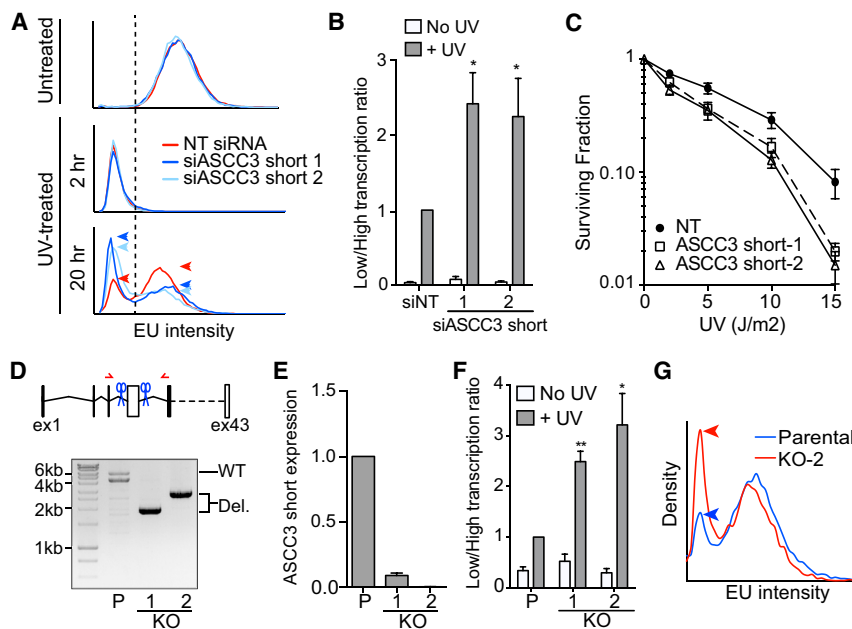 A
Untreated
UV-treated
2 hr
20 hr
NT siRNA
siASCC3 short 1
siASCC3 short 2
EU intensity
B
No UV
+ UV
Low/High transcription ratio
3
2
1
0
*
*
siNT
1
2
siASCC3 short
C
Surviving Fraction
1
0.10
0.01
NT
ASCC3 short-1
ASCC3 short-2
0
5
10
15
UV (J/m2)
D
ex1
ex43
6kb
4kb
2kb
1kb
WT
Del.
P
1
2
KO
E
ASCC3 short expression
1.5
1.0
0.5
0.0
P
1
2
KO
F
No UV
+ UV
Low/High transcription ratio
4
3
2
1
0
**
*
P
1
2
KO
G
Parental
KO-2
Density
EU intensity